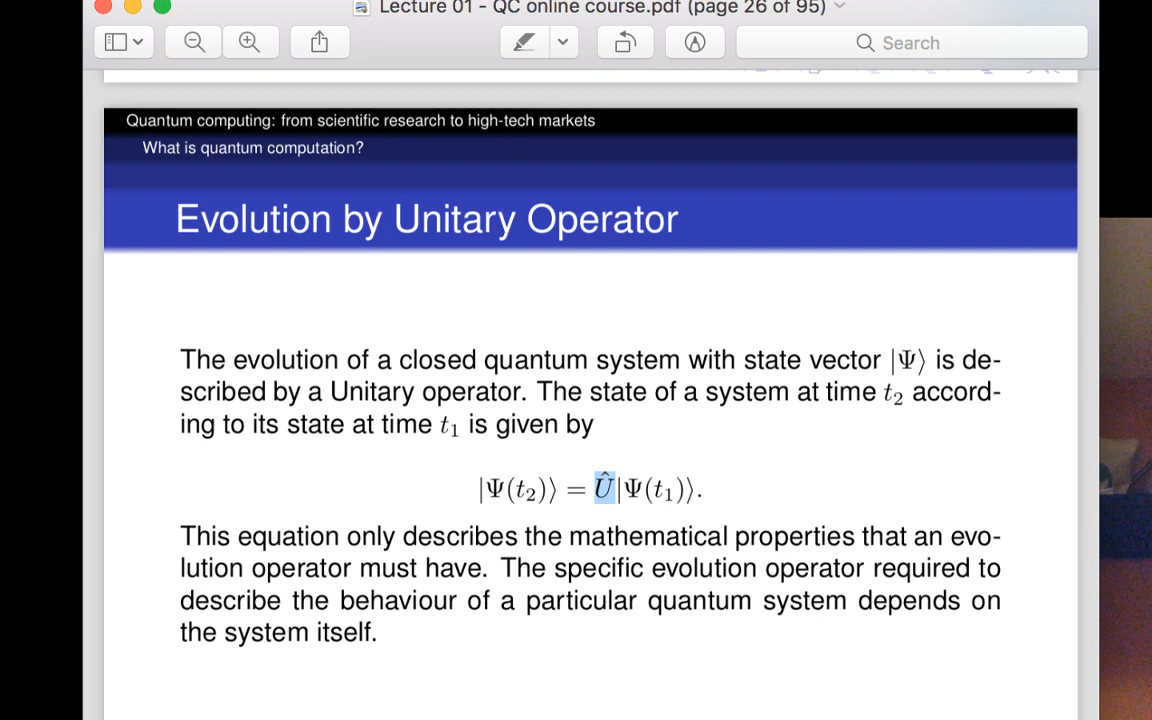 Lecture 01 - QC online course.pdf (page 26 of 95)
Search
Quantum computing: from scientific research to high-tech markets
What is quantum computation?
Evolution by Unitary Operator
The evolution of a closed quantum system with state vector |Ψ⟩ is de-
scribed by a Unitary operator. The state of a system at time t₂ accord-
ing to its state at time t₁ is given by
|Ψ(t₂)⟩ = Û|Ψ(t₁)⟩.
This equation only describes the mathematical properties that an evo-
lution operator must have. The specific evolution operator required to
describe the behaviour of a particular quantum system depends on
the system itself.